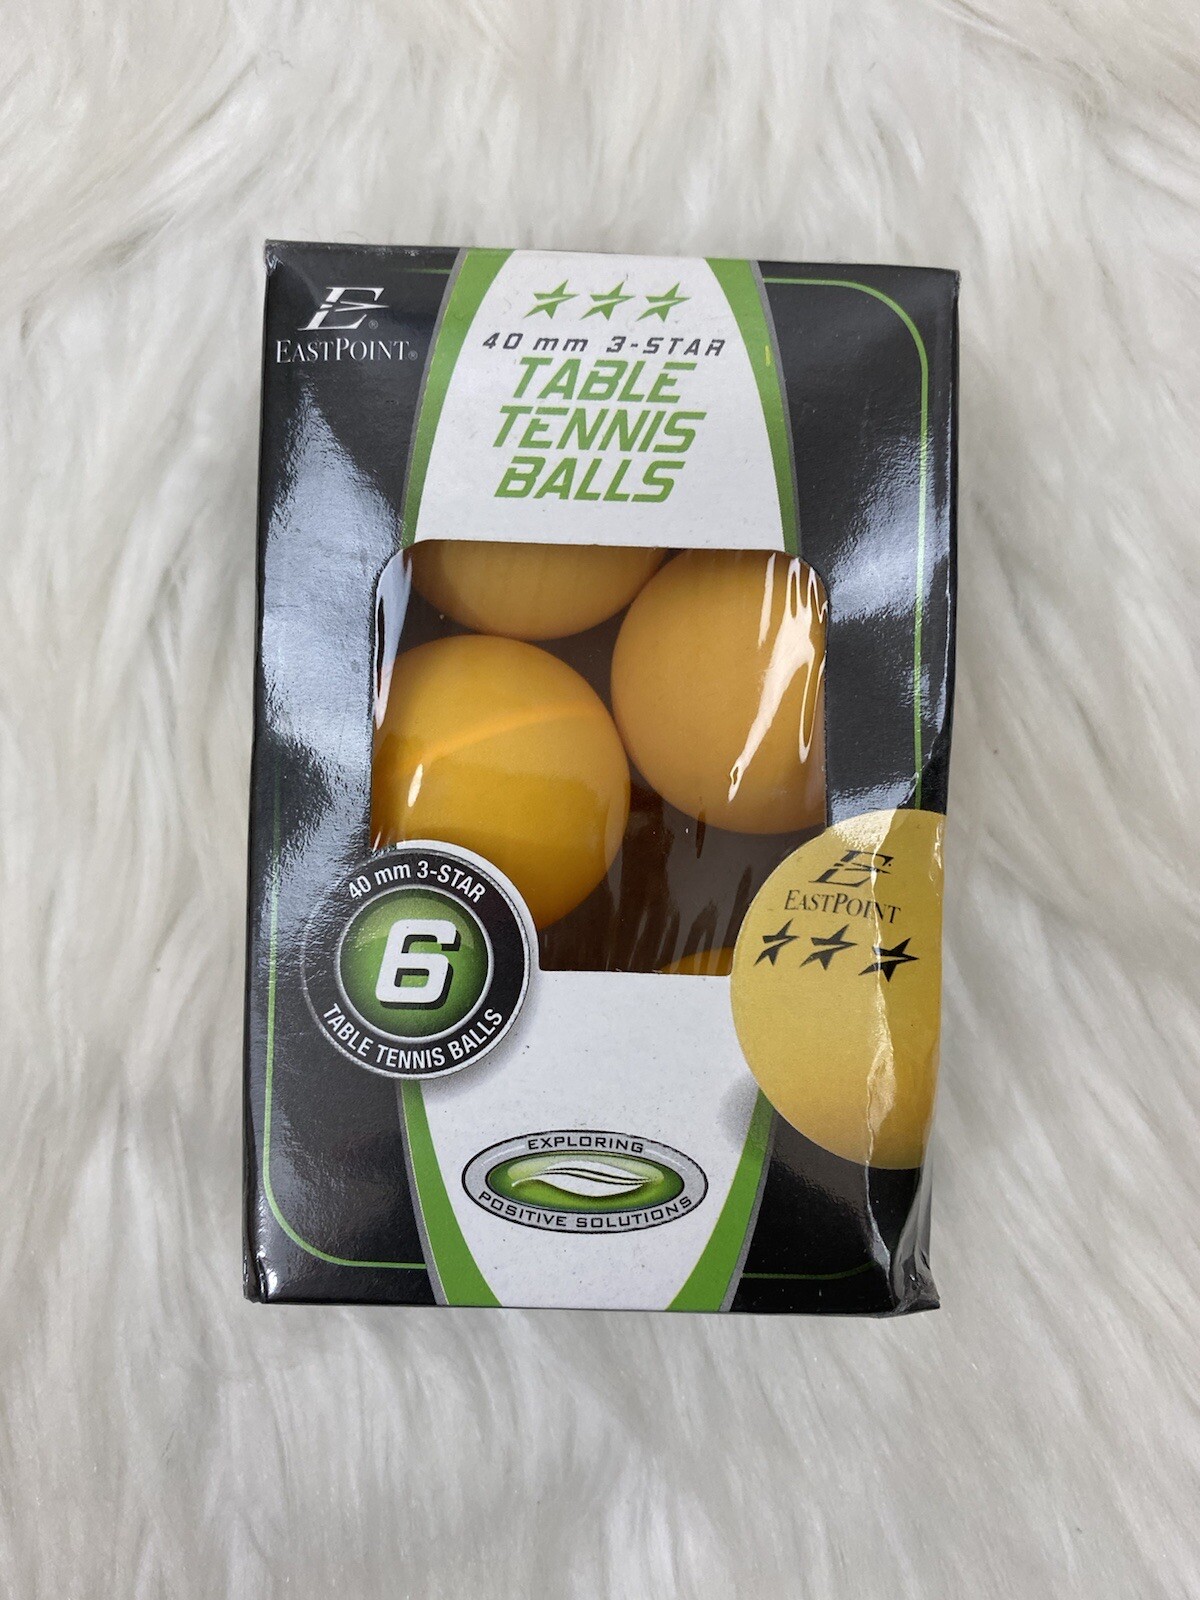 E®
EASTPOINT®
40 mm 3-STAR
TABLE
TENNIS
BALLS
40 mm 3-STAR
6
TABLE TENNIS BALLS
E
EASTPOINT
EXPLORING
POSITIVE SOLUTIONS